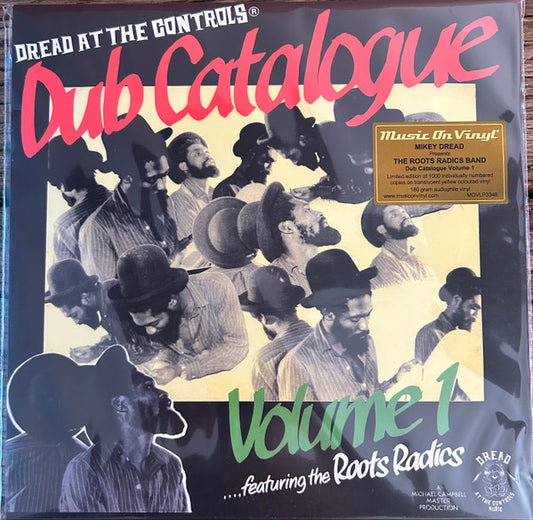 DREAD AT THE CONTROLS®
Dub Catalogue
Music On Vinyl
MIKEY DREAD
Presents
THE ROOTS RADICS BAND
Dub Catalogue Volume 1
Limited edition of 1000 individually numbered
copies on translucent yellow coloured vinyl
180 gram audiophile vinyl
www.musiconvinyl.com MOVLP3349
Volume 1
....featuring the Roots Radics
A
MICHAEL CAMPBELL
MASTER
PRODUCTION
DREAD
AT THE CONTROLS
MUSIC